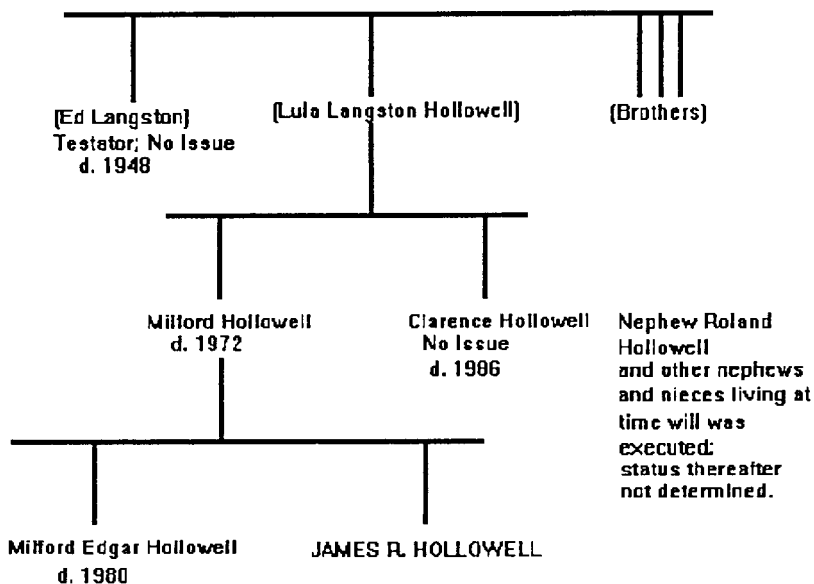 (Ed Langston)
Testator; No Issue
d. 1948
(Lula Langston Hollowell)
(Brothers)
Milford Hollowell
d. 1972
Clarence Hollowell
No Issue
d. 1986
Nephew Roland
Hollowell
and other nephews
and nieces living at
time will was
executed;
status thereafter
not determined.
Milford Edgar Hollowell
d. 1980
JAMES R. HOLLOWELL